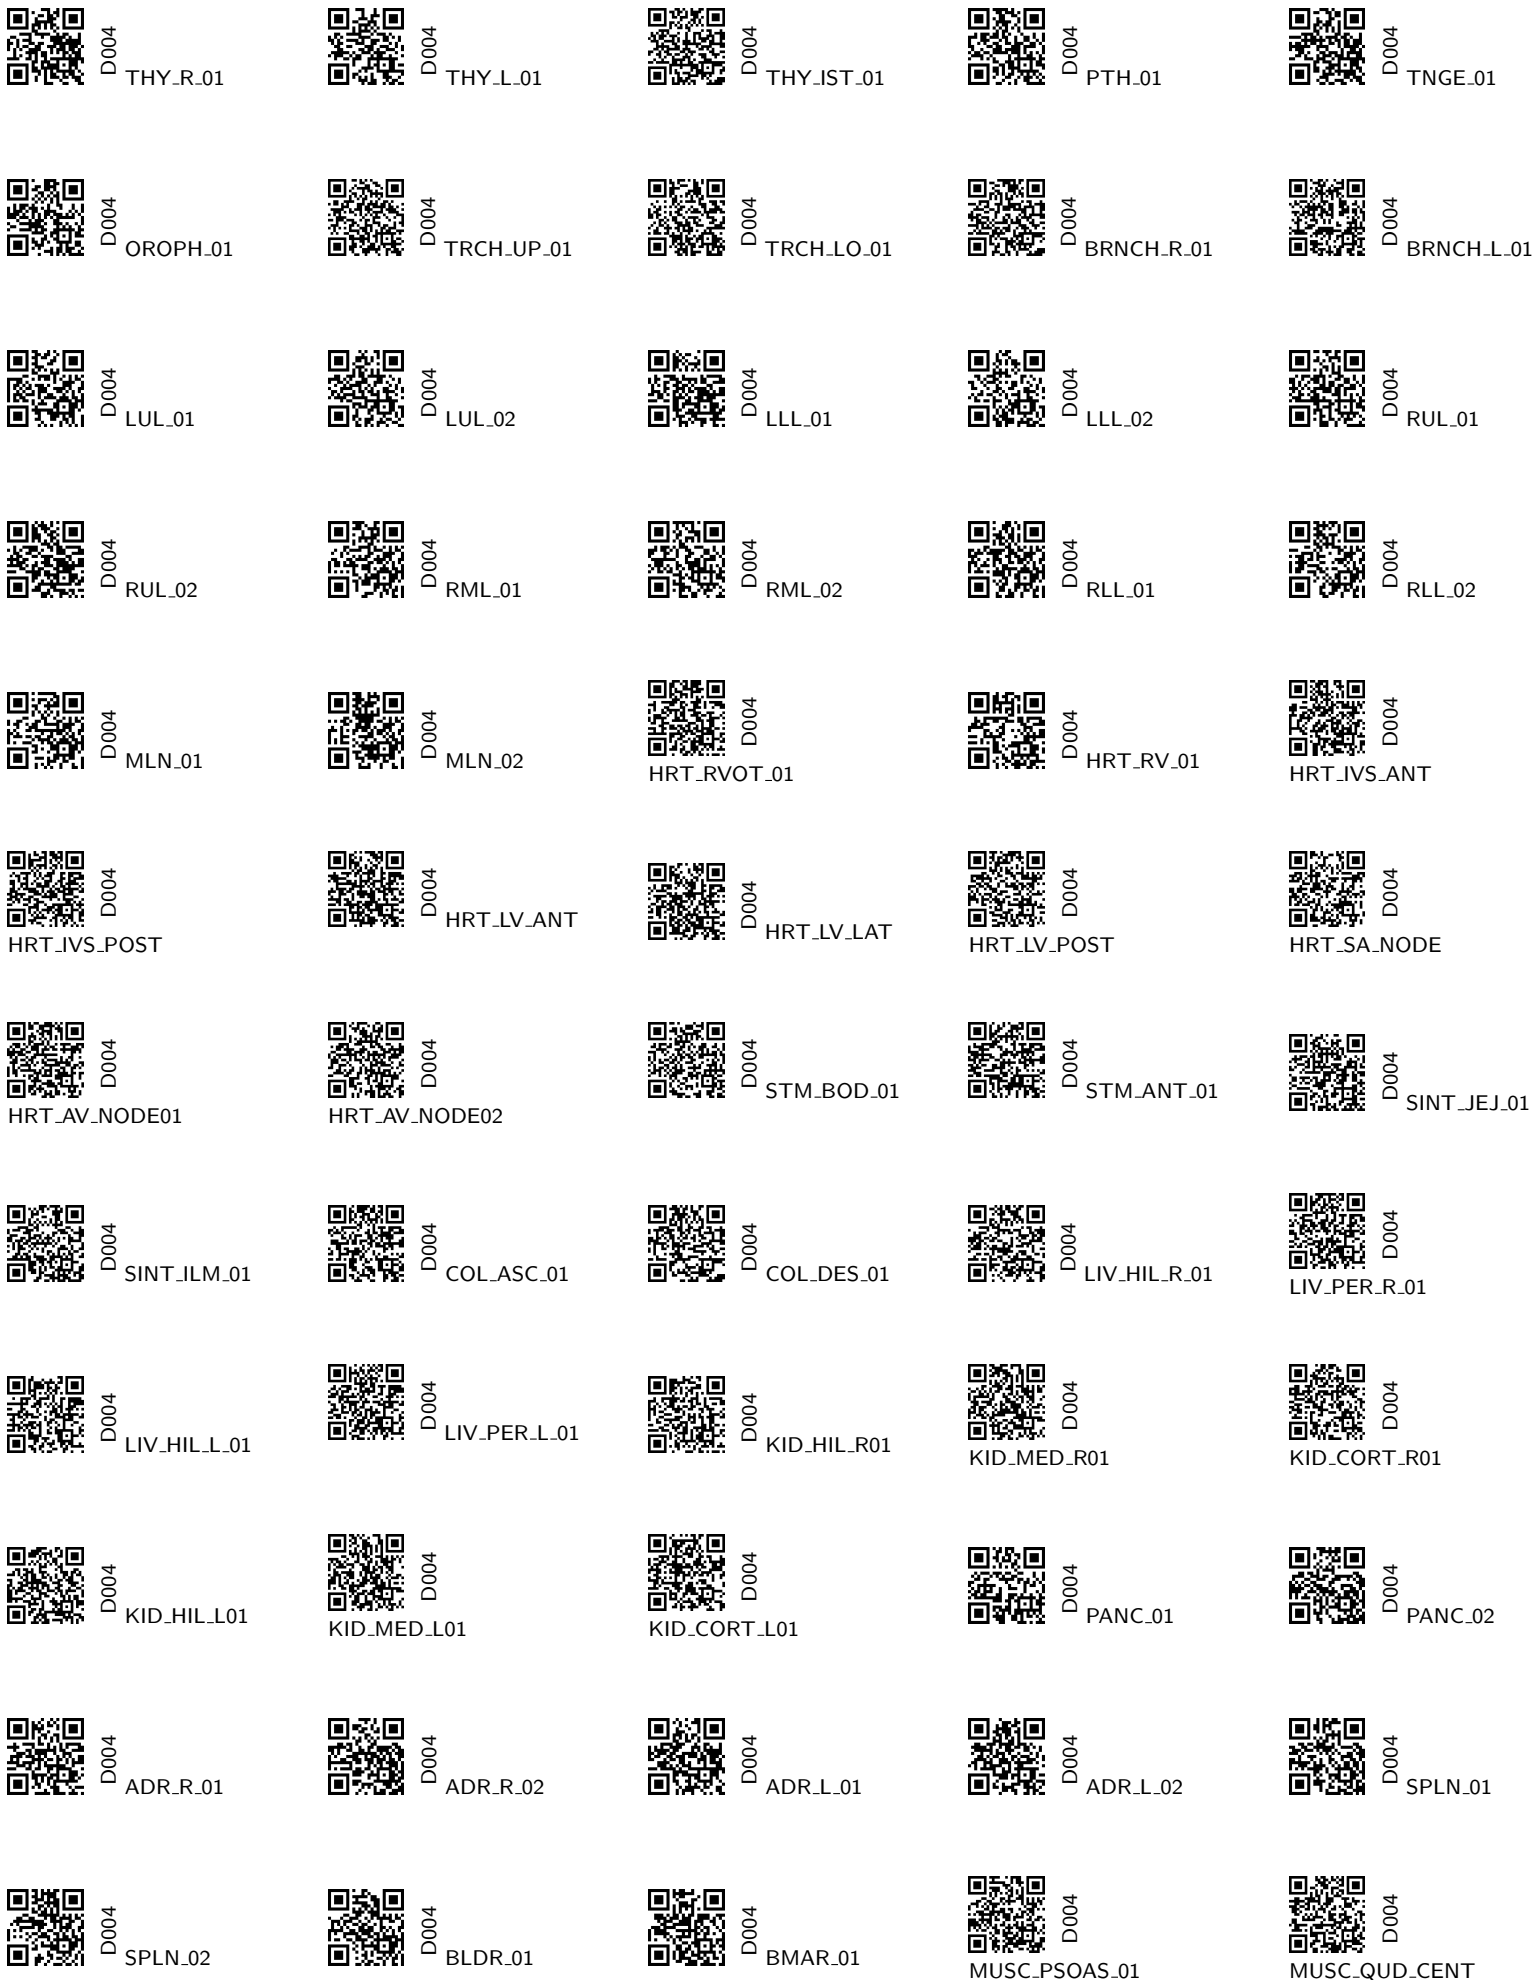 D004
THY_R_01
D004
THY_L_01
D004
THY_IST_01
D004
PTH_01
D004
TNGE_01
D004
OROPH_01
D004
TRCH_UP_01
D004
TRCH_LO_01
D004
BRNCH_R_01
D004
BRNCH_L_01
D004
LUL_01
D004
LUL_02
D004
LLL_01
D004
LLL_02
D004
RUL_01
D004
RUL_02
D004
RML_01
D004
RML_02
D004
RLL_01
D004
RLL_02
D004
MLN_01
D004
MLN_02
D004
HRT_RVOT_01
D004
HRT_RV_01
D004
HRT_IVS_ANT
D004
HRT_IVS_POST
D004
HRT_LV_ANT
D004
HRT_LV_LAT
D004
HRT_LV_POST
D004
HRT_SA_NODE
D004
HRT_AV_NODE01
D004
HRT_AV_NODE02
D004
STM_BOD_01
D004
STM_ANT_01
D004
SINT_JEJ_01
D004
SINT_ILM_01
D004
COL_ASC_01
D004
COL_DES_01
D004
LIV_HIL_R_01
D004
LIV_PER_R_01
D004
LIV_HIL_L_01
D004
LIV_PER_L_01
D004
KID_HIL_R01
D004
KID_MED_R01
D004
KID_CORT_R01
D004
KID_HIL_L01
D004
KID_MED_L01
D004
KID_CORT_L01
D004
PANC_01
D004
PANC_02
D004
ADR_R_01
D004
ADR_R_02
D004
ADR_L_01
D004
ADR_L_02
D004
SPLN_01
D004
SPLN_02
D004
BLDR_01
D004
BMAR_01
D004
MUSC_PSOAS_01
D004
MUSC_QUD_CENT